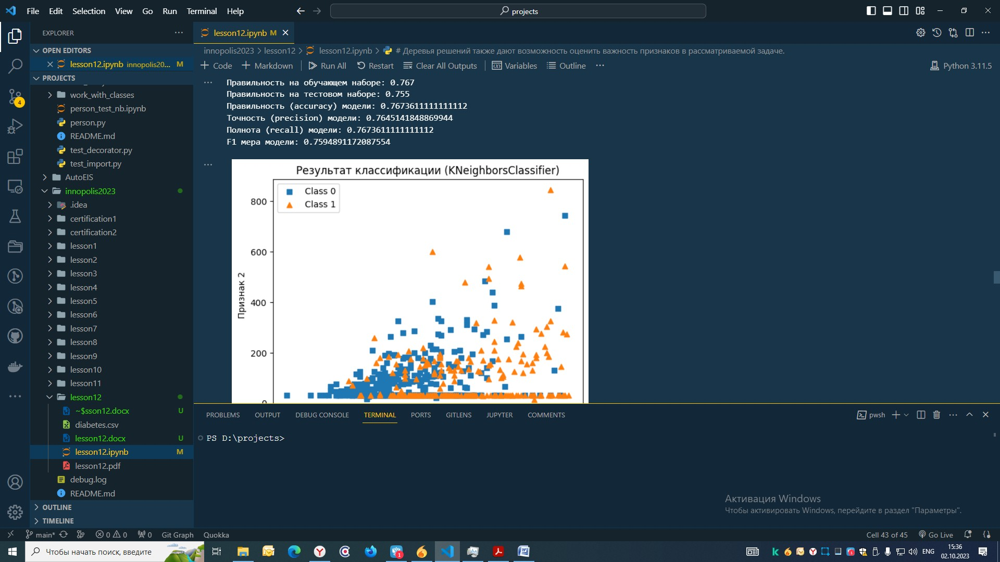 File Edit Selection View Go Run Terminal Help
projects
EXPLORER
OPEN EDITORS
lesson12.ipynb innopolis20... M
PROJECTS
work_with_classes
person_test_nb.ipynb
person.py
README.md
test_decorator.py
test_import.py
AutoEIS
innopolis2023
.idea
certification1
certification2
lesson1
lesson2
lesson3
lesson4
lesson5
lesson6
lesson7
lesson8
lesson9
lesson10
lesson11
lesson12
~$sson12.docx U
diabetes.csv
lesson12.docx U
lesson12.ipynb M
lesson12.pdf
debug.log
README.md
OUTLINE
TIMELINE
4
lesson12.ipynb M
innopolis2023 > lesson12 > lesson12.ipynb > # Деревья решений также дают возможность оценить важность признаков в рассматриваемой задаче.
Code Markdown Run All Restart Clear All Outputs Variables Outline ...
Python 3.11.5
Правильность на обучающем наборе: 0.767
Правильность на тестовом наборе: 0.755
Правильность (accuracy) модели: 0.7673611111111112
Точность (precision) модели: 0.7645141848869944
Полнота (recall) модели: 0.7673611111111112
F1 мера модели: 0.7594891172087554
Результат классификации (KNeighborsClassifier)
Class 0
Class 1
800
600
400
200
Признак 2
PROBLEMS OUTPUT DEBUG CONSOLE TERMINAL PORTS GITLENS JUPYTER COMMENTS
pwsh
PS D:\projects>
Активация Windows
Чтобы активировать Windows, перейдите в раздел "Параметры".
main* 0 0 0 Git Graph Quokka
Cell 43 of 45 Go Live
Чтобы начать поиск, введите
ENG
15:36
02.10.2023